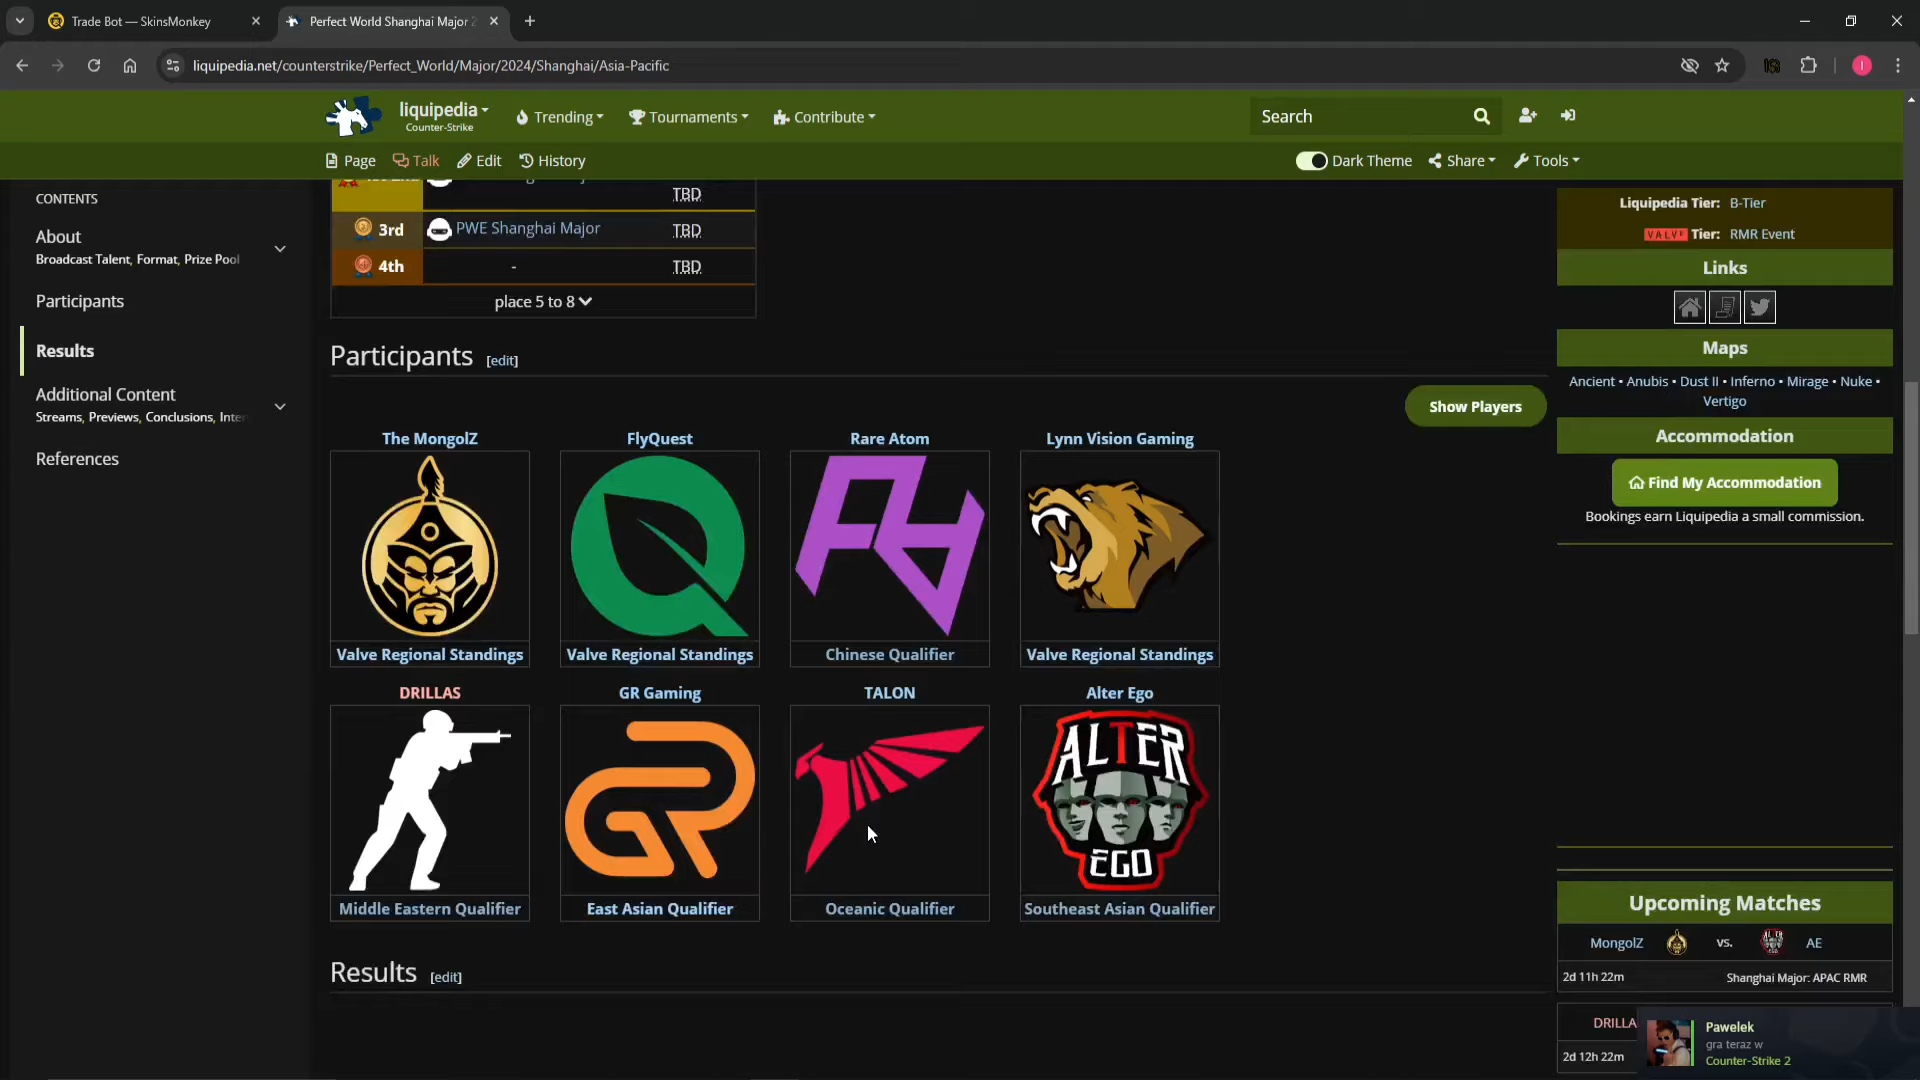 Trade Bot — SkinsMonkey
Perfect World Shanghai Major 2
liquipedia.net/counterstrike/Perfect_World/Major/2024/Shanghai/Asia-Pacific
liquipedia
Counter-Strike
Trending
Tournaments
Contribute
Search
Page
Talk
Edit
History
Dark Theme
Share
Tools
CONTENTS
About
Broadcast Talent, Format, Prize Pool
Participants
Results
Additional Content
Streams, Previews, Conclusions, Inter
References
TBD
3rd
PWE Shanghai Major
TBD
4th
-
TBD
place 5 to 8
Participants [edit]
Show Players
The MongolZ
FlyQuest
Rare Atom
Lynn Vision Gaming
Valve Regional Standings
Valve Regional Standings
Chinese Qualifier
Valve Regional Standings
DRILLAS
GR Gaming
TALON
Alter Ego
ALTER
EGO
Middle Eastern Qualifier
East Asian Qualifier
Oceanic Qualifier
Southeast Asian Qualifier
Results [edit]
Liquipedia Tier: B-Tier
VALVE Tier: RMR Event
Links
Maps
Ancient • Anubis • Dust II • Inferno • Mirage • Nuke •
Vertigo
Accommodation
Find My Accommodation
Bookings earn Liquipedia a small commission.
Upcoming Matches
MongolZ vs. AE
2d 11h 22m
Shanghai Major: APAC RMR
DRILLA
2d 12h 22m
Pawelek
gra teraz w
Counter-Strike 2